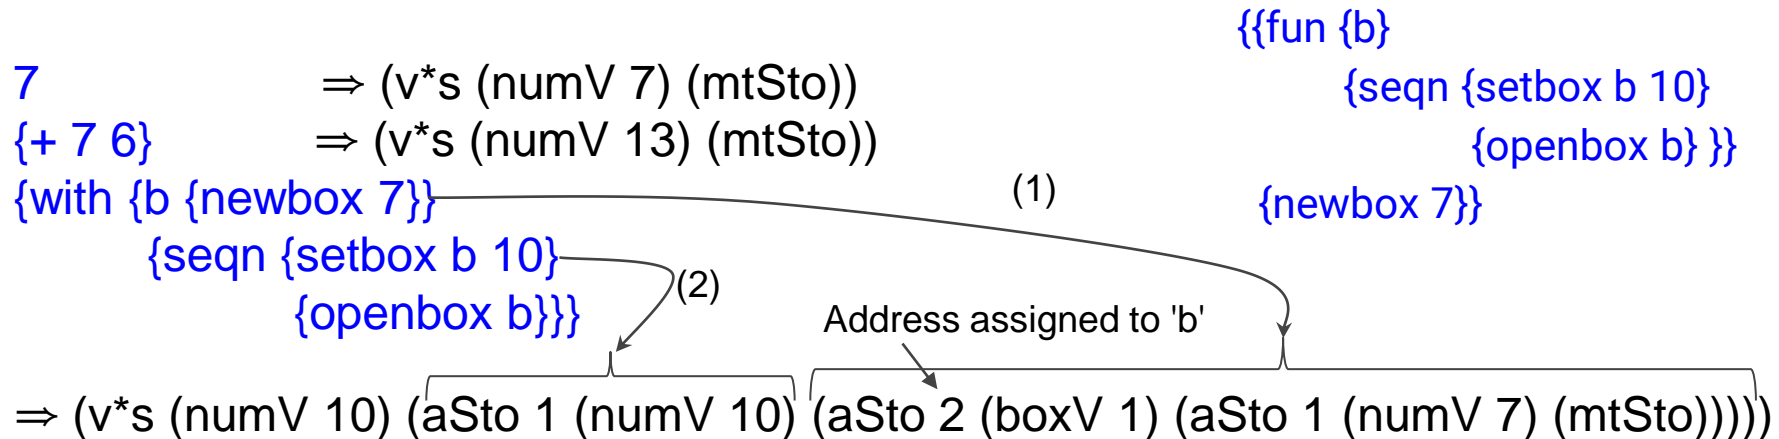 {{fun {b}
{seqn {setbox b 10}
{openbox b} }}
{newbox 7}}
7 ⇒ (v*s (numV 7) (mtSto))
{+ 7 6} ⇒ (v*s (numV 13) (mtSto))
{with {b {newbox 7}}
(1)
{seqn {setbox b 10}
(2)
{openbox b}}}
Address assigned to 'b'
⇒ (v*s (numV 10) (aSto 1 (numV 10) (aSto 2 (boxV 1) (aSto 1 (numV 7) (mtSto)))))